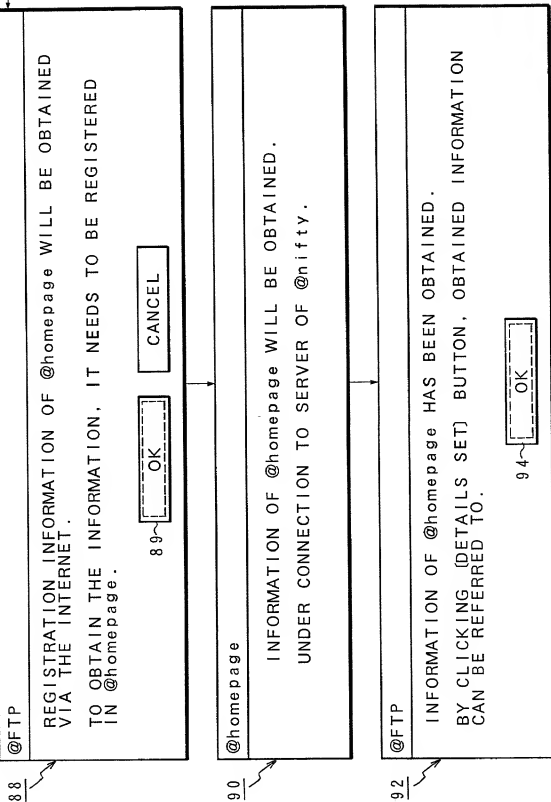 88
@FTP
REGISTRATION INFORMATION OF @homepage WILL BE OBTAINED
VIA THE INTERNET.
TO OBTAIN THE INFORMATION, IT NEEDS TO BE REGISTERED
IN @homepage.
89
OK
CANCEL
90
@homepage
INFORMATION OF @homepage WILL BE OBTAINED.
UNDER CONNECTION TO SERVER OF @nifty.
92
@FTP
INFORMATION OF @homepage HAS BEEN OBTAINED.
BY CLICKING [DETAILS SET] BUTTON, OBTAINED INFORMATION
CAN BE REFERRED TO.
94
OK